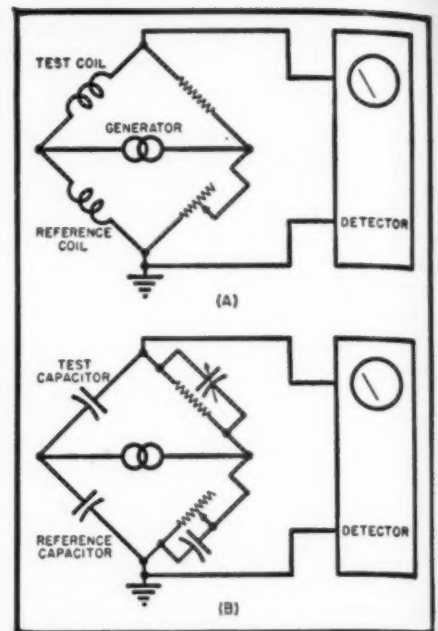 TEST COIL
GENERATOR
REFERENCE
COIL
DETECTOR
(A)
TEST
CAPACITOR
REFERENCE
CAPACITOR
DETECTOR
(B)